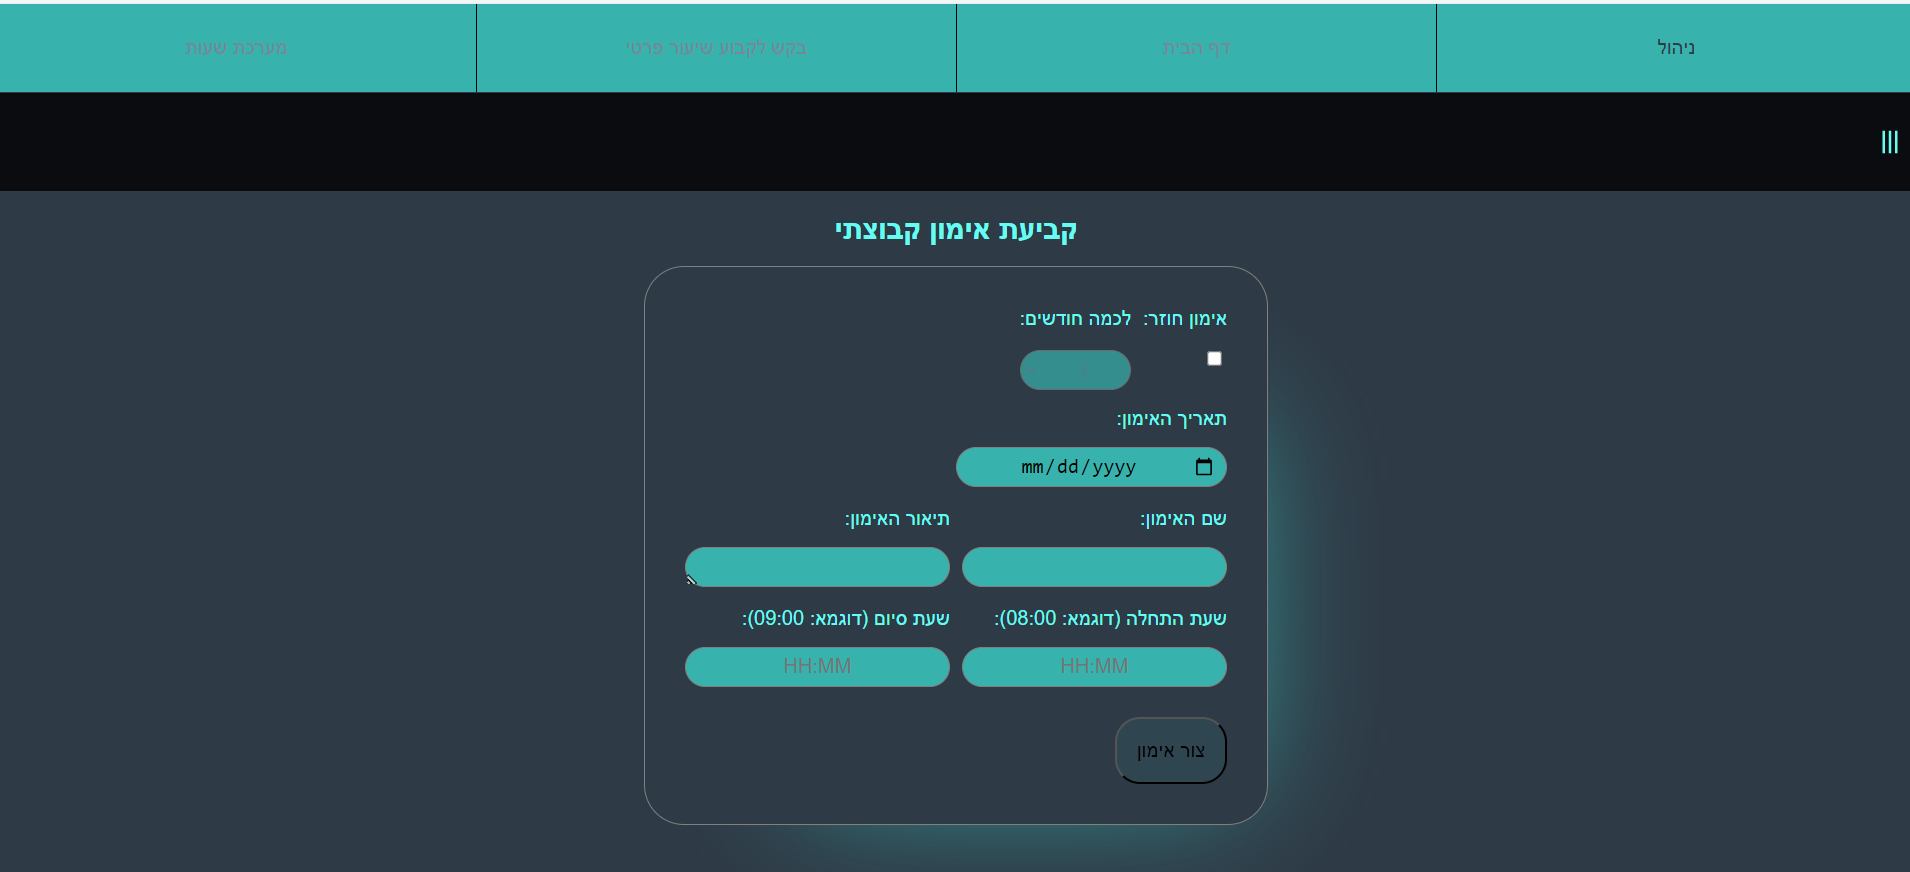 ניהול
דף הבית
בקש לקבוע שיעור פרטי
מערכת שעות
קביעת אימון קבוצתי
אימון חוזר: לכמה חודשים:
תאריך האימון:
mm/dd/yyyy
שם האימון: תיאור האימון:
שעת התחלה (דוגמא: 08:00): שעת סיום (דוגמא: 09:00):
HH:MM HH:MM
צור אימון